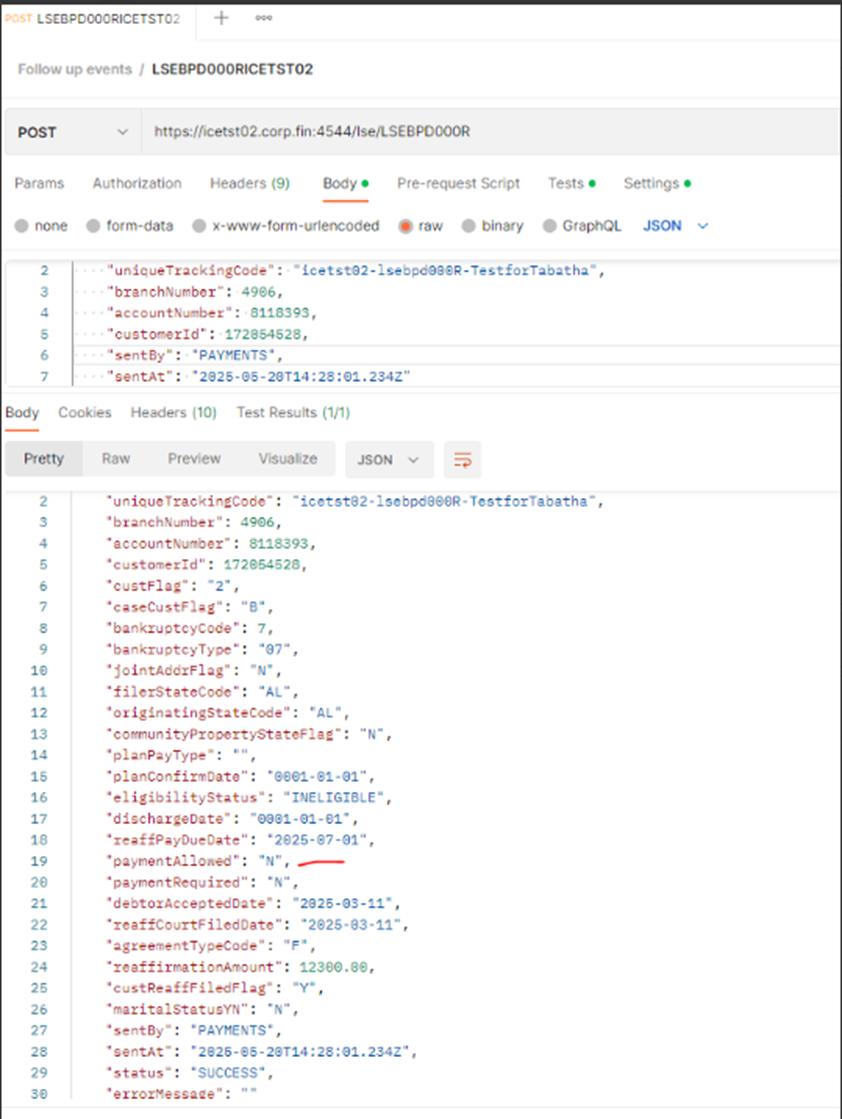 POST LSEBPD000RICETST02
Follow up events / LSEBPD000RICETST02
POST https://icetst02.corp.fin:4544/lse/LSEBPD000R
Params Authorization Headers (9) Body Pre-request Script Tests Settings
none form-data x-www-form-urlencoded raw binary GraphQL JSON
2 "uniqueTrackingCode": "icetst02-lsebpd000R-TestforTabatha",
3 "branchNumber": 4906,
4 "accountNumber": 8118393,
5 "customerId": 172054528,
6 "sentBy": "PAYMENTS",
7 "sentAt": "2025-05-20T14:28:01.234Z"
Body Cookies Headers (10) Test Results (1/1)
Pretty Raw Preview Visualize JSON
2 "uniqueTrackingCode": "icetst02-lsebpd000R-TestforTabatha",
3 "branchNumber": 4906,
4 "accountNumber": 8118393,
5 "customerId": 172054528,
6 "custFlag": "2",
7 "caseCustFlag": "B",
8 "bankruptcyCode": 7,
9 "bankruptcyType": "07",
10 "jointAddrFlag": "N",
11 "filerStateCode": "AL",
12 "originatingStateCode": "AL",
13 "communityPropertyStateFlag": "N",
14 "planPayType": "",
15 "planConfirmDate": "0001-01-01",
16 "eligibilityStatus": "INELIGIBLE",
17 "dischargeDate": "0001-01-01",
18 "reaffPayDueDate": "2025-07-01",
19 "paymentAllowed": "N",
20 "paymentRequired": "N",
21 "debtorAcceptedDate": "2025-03-11",
22 "reaffCourtFiledDate": "2025-03-11",
23 "agreementTypeCode": "F",
24 "reaffirmationAmount": 12300.00,
25 "custReaffFiledFlag": "Y",
26 "maritalStatusYN": "N",
27 "sentBy": "PAYMENTS",
28 "sentAt": "2025-05-20T14:28:01.234Z",
29 "status": "SUCCESS",
30 "errorMessage": ""